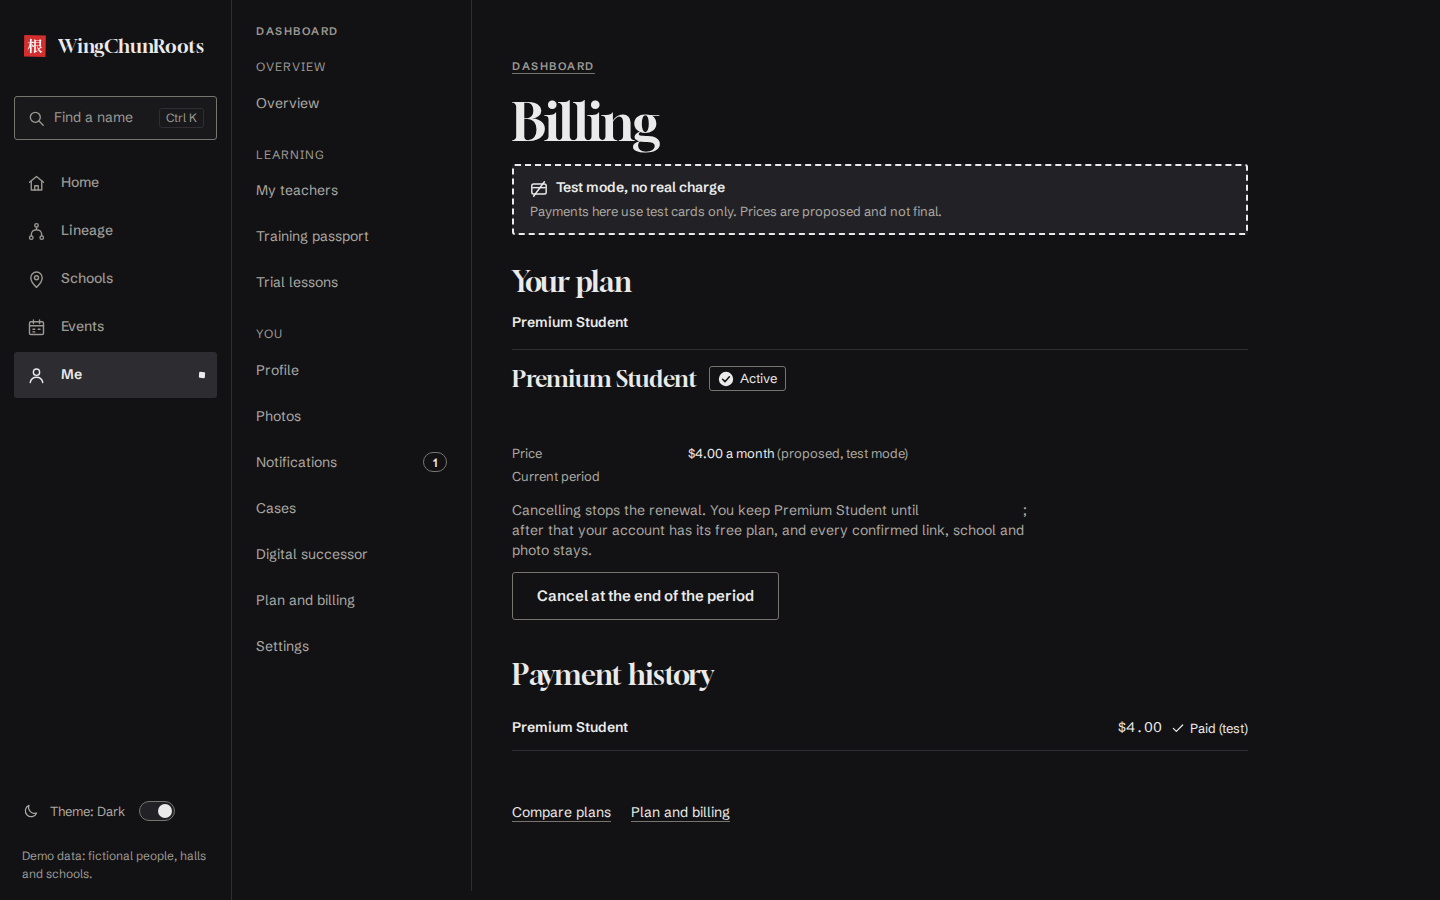 根 WingChunRoots
Find a name Ctrl K
Home
Lineage
Schools
Events
Me
Theme: Dark
Demo data: fictional people, halls
and schools.
DASHBOARD
OVERVIEW
Overview
LEARNING
My teachers
Training passport
Trial lessons
YOU
Profile
Photos
Notifications 1
Cases
Digital successor
Plan and billing
Settings
DASHBOARD
Billing
Test mode, no real charge
Payments here use test cards only. Prices are proposed and not final.
Your plan
Premium Student
Premium Student Active
Price $4.00 a month (proposed, test mode)
Current period
Cancelling stops the renewal. You keep Premium Student until ;
after that your account has its free plan, and every confirmed link, school and
photo stays.
Cancel at the end of the period
Payment history
Premium Student $4.00 Paid (test)
Compare plans Plan and billing